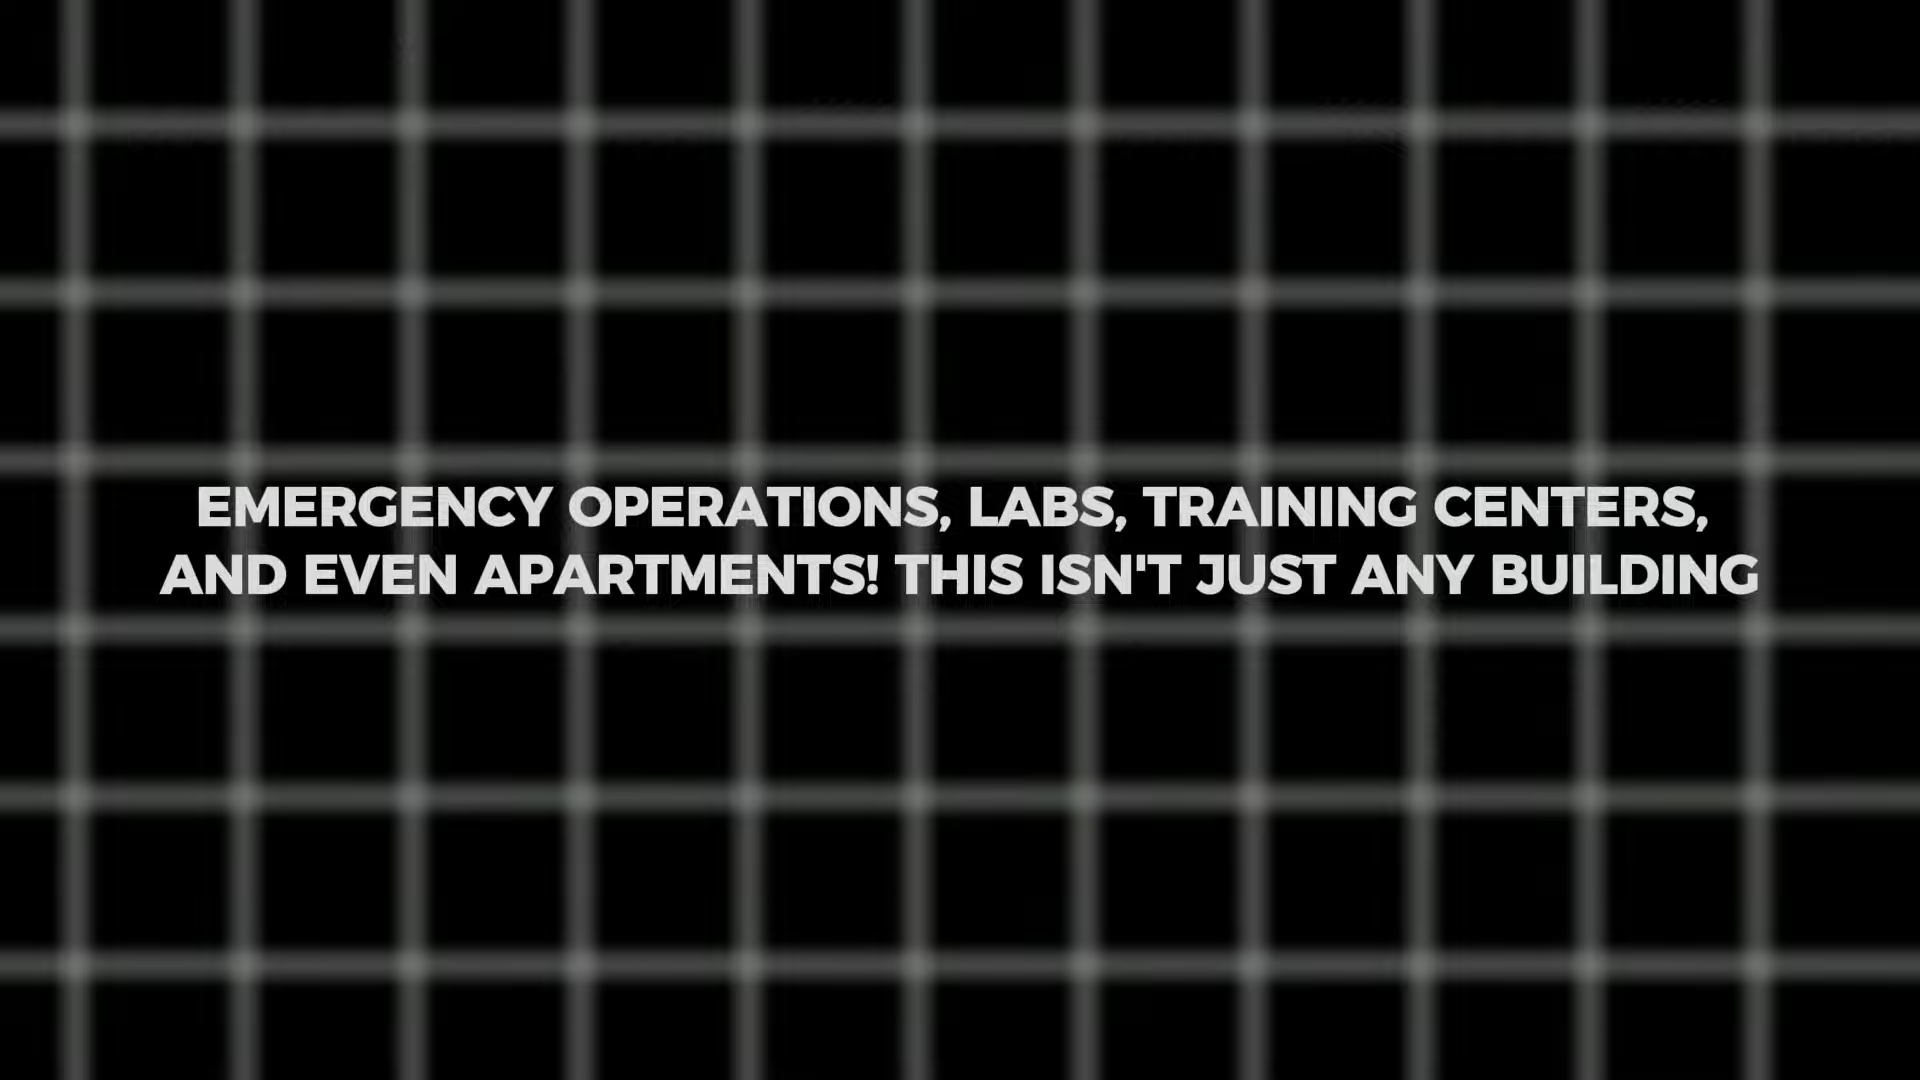 EMERGENCY OPERATIONS, LABS, TRAINING CENTERS,
AND EVEN APARTMENTS! THIS ISN'T JUST ANY BUILDING